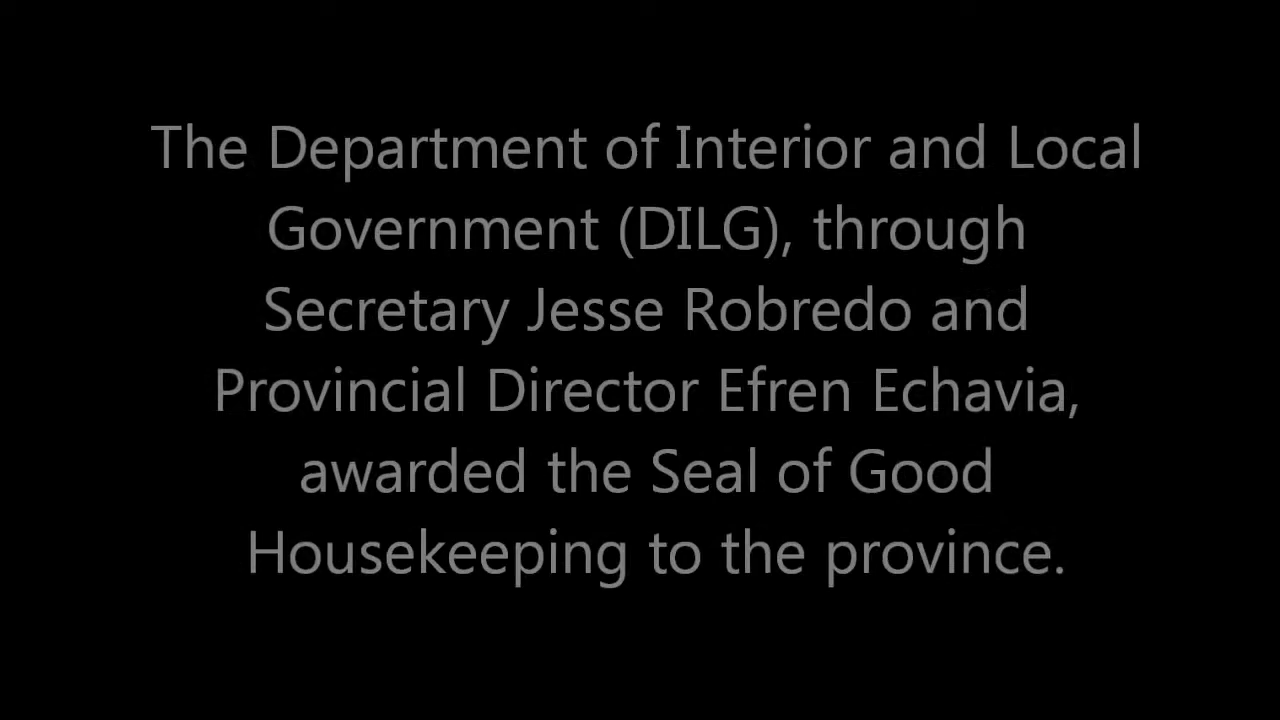 The Department of Interior and Local
Government (DILG), through
Secretary Jesse Robredo and
Provincial Director Efren Echavia,
awarded the Seal of Good
Housekeeping to the province.